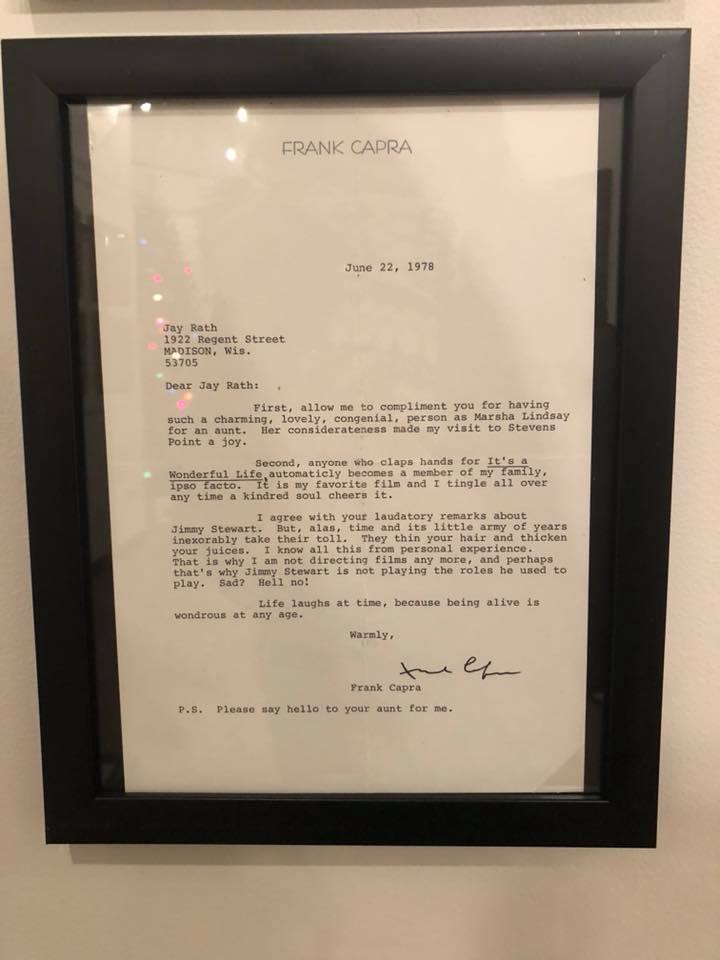 FRANK CAPRA
June 22, 1978
Jay Rath
1922 Regent Street
MADISON, Wis.
53705
Dear Jay Rath:
First, allow me to compliment you for having
such a charming, lovely, congenial, person as Marsha Lindsay
for an aunt. Her considerateness made my visit to Stevens
Point a joy.
Second, anyone who claps hands for It's a
Wonderful Life, automaticly becomes a member of my family,
ipso facto. It is my favorite film and I tingle all over
any time a kindred soul cheers it.
I agree with your laudatory remarks about
Jimmy Stewart. But, alas, time and its little army of years
inexorably take their toll. They thin your hair and thicken
your juices. I know all this from personal experience.
That is why I am not directing films any more, and perhaps
that's why Jimmy Stewart is not playing the roles he used to
play. Sad? Hell no!
Life laughs at time, because being alive is
wondrous at any age.
Warmly,
Frank Capra
Frank Capra
P.S. Please say hello to your aunt for me.